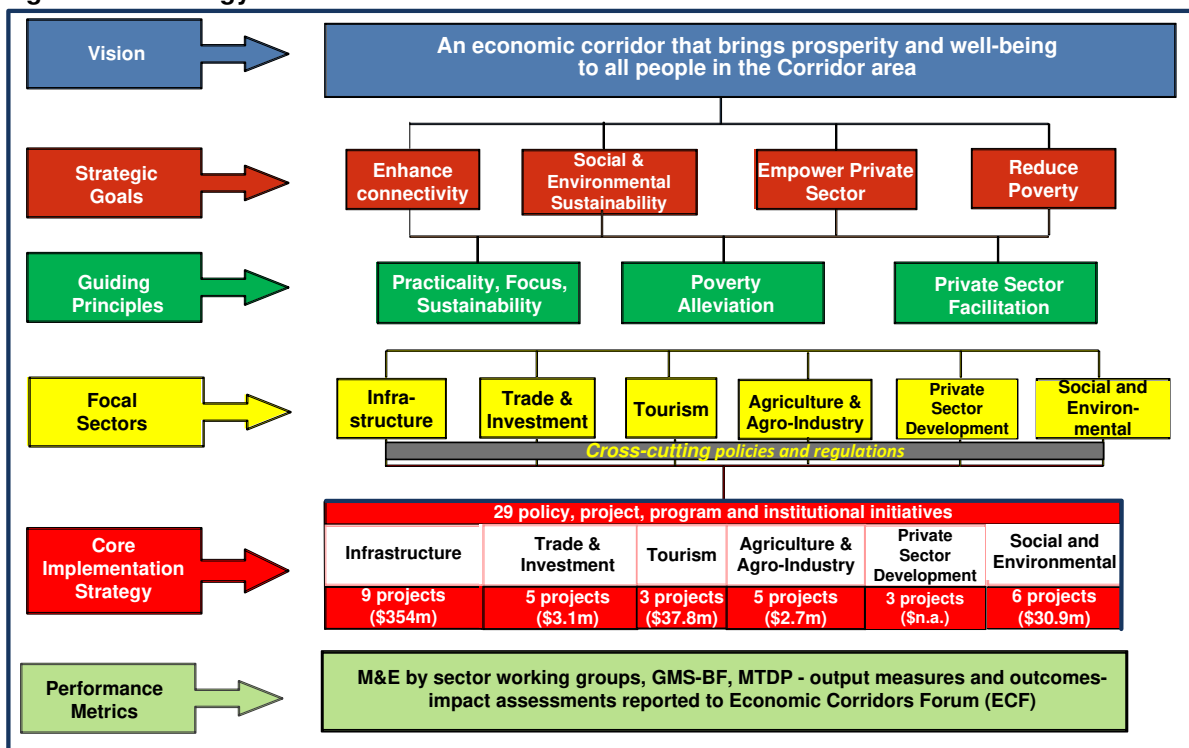 Vision
An economic corridor that brings prosperity and well-being
to all people in the Corridor area
Strategic
Goals
Enhance
connectivity
Social &
Environmental
Sustainability
Empower Private
Sector
Reduce
Poverty
Guiding
Principles
Practicality, Focus,
Sustainability
Poverty
Alleviation
Private Sector
Facilitation
Focal
Sectors
Infra-
structure
Trade &
Investment
Tourism
Agriculture &
Agro-Industry
Private
Sector
Development
Social and
Environ-
mental
Cross-cutting policies and regulations
Core
Implementation
Strategy
29 policy, project, program and institutional initiatives
Infrastructure
Trade &
Investment
Tourism
Agriculture &
Agro-Industry
Private
Sector
Development
Social and
Environmental
9 projects
($354m)
5 projects
($3.1m)
3 projects
($37.8m)
5 projects
($2.7m)
3 projects
($n.a.)
6 projects
($30.9m)
Performance
Metrics
M&E by sector working groups, GMS-BF, MTDP - output measures and outcomes-
impact assessments reported to Economic Corridors Forum (ECF)